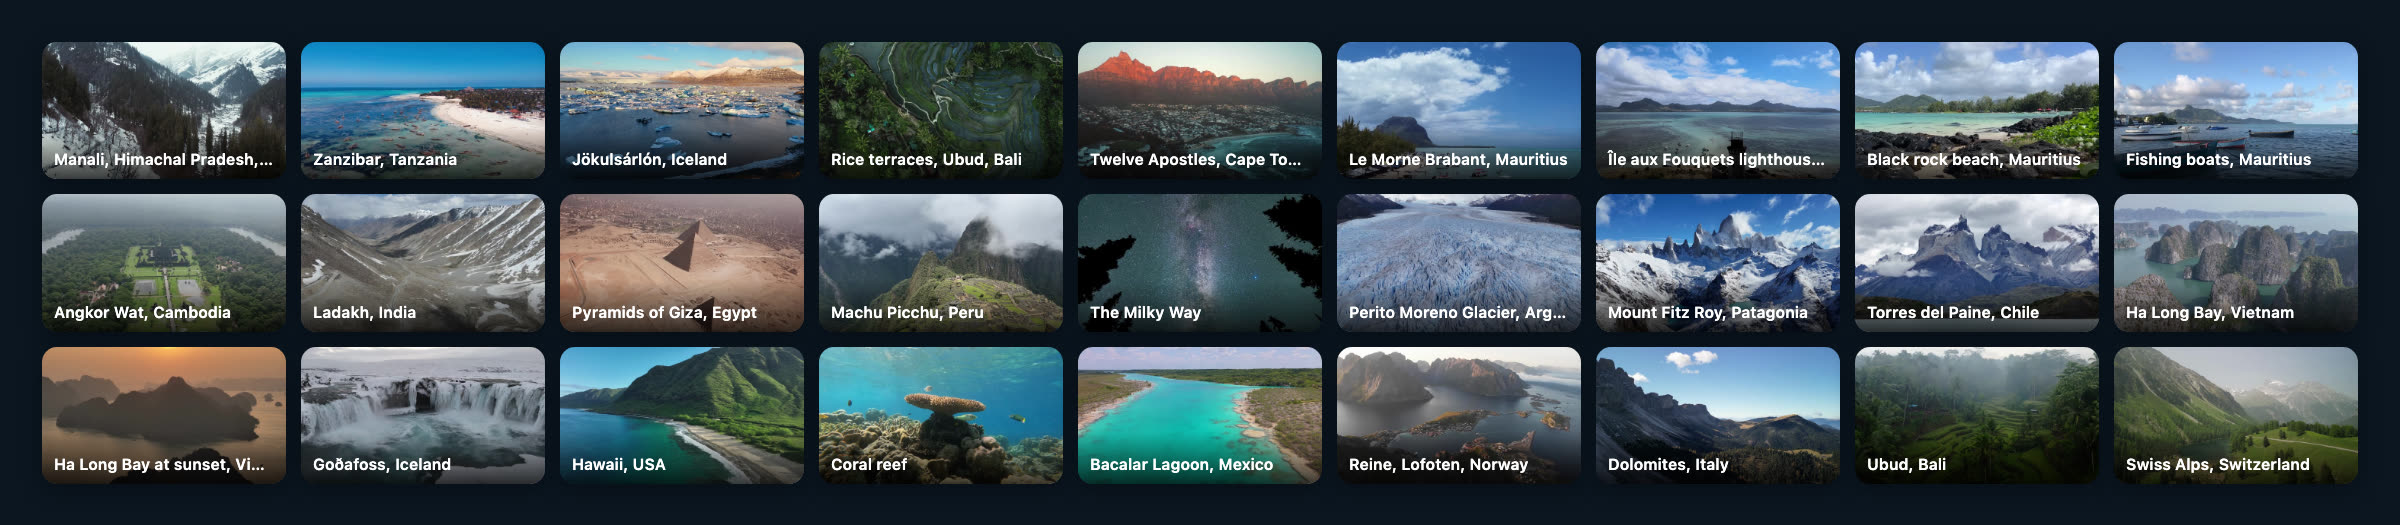 Manali, Himachal Pradesh,...
Zanzibar, Tanzania
Jökulsárlón, Iceland
Rice terraces, Ubud, Bali
Twelve Apostles, Cape To...
Le Morne Brabant, Mauritius
Île aux Fouquets lighthous...
Black rock beach, Mauritius
Fishing boats, Mauritius
Angkor Wat, Cambodia
Ladakh, India
Pyramids of Giza, Egypt
Machu Picchu, Peru
The Milky Way
Perito Moreno Glacier, Arg...
Mount Fitz Roy, Patagonia
Torres del Paine, Chile
Ha Long Bay, Vietnam
Ha Long Bay at sunset, Vi...
Goðafoss, Iceland
Hawaii, USA
Coral reef
Bacalar Lagoon, Mexico
Reine, Lofoten, Norway
Dolomites, Italy
Ubud, Bali
Swiss Alps, Switzerland